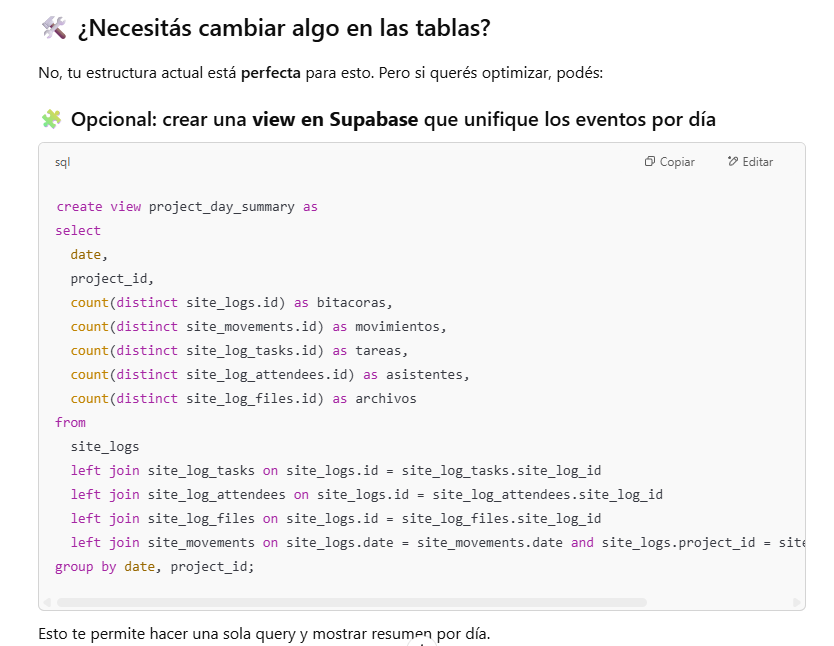 🛠️ ¿Necesitás cambiar algo en las tablas?
No, tu estructura actual está perfecta para esto. Pero si querés optimizar, podés:
🧩 Opcional: crear una view en Supabase que unifique los eventos por día
sql
Copiar
Editar
create view project_day_summary as
select
  date,
  project_id,
  count(distinct site_logs.id) as bitacoras,
  count(distinct site_movements.id) as movimientos,
  count(distinct site_log_tasks.id) as tareas,
  count(distinct site_log_attendees.id) as asistentes,
  count(distinct site_log_files.id) as archivos
from
  site_logs
  left join site_log_tasks on site_logs.id = site_log_tasks.site_log_id
  left join site_log_attendees on site_logs.id = site_log_attendees.site_log_id
  left join site_log_files on site_logs.id = site_log_files.site_log_id
  left join site_movements on site_logs.date = site_movements.date and site_logs.project_id =
group by date, project_id;
Esto te permite hacer una sola query y mostrar resumen por día.